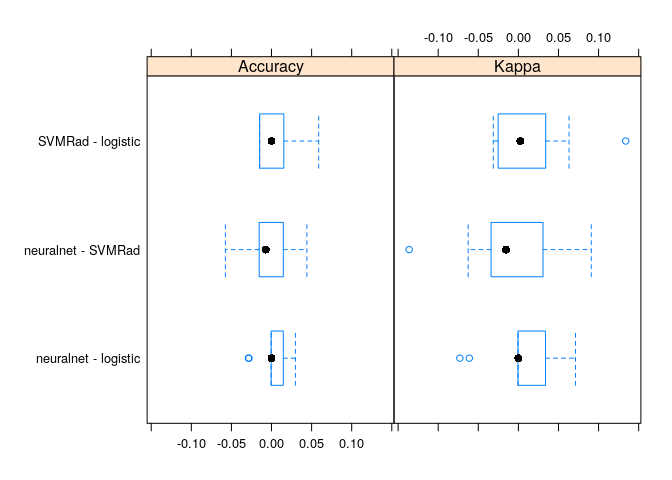 -0.10 -0.05 0.00 0.05 0.10
Accuracy Kappa
SVMRad - logistic
neuralnet - SVMRad
neuralnet - logistic
-0.10 -0.05 0.00 0.05 0.10